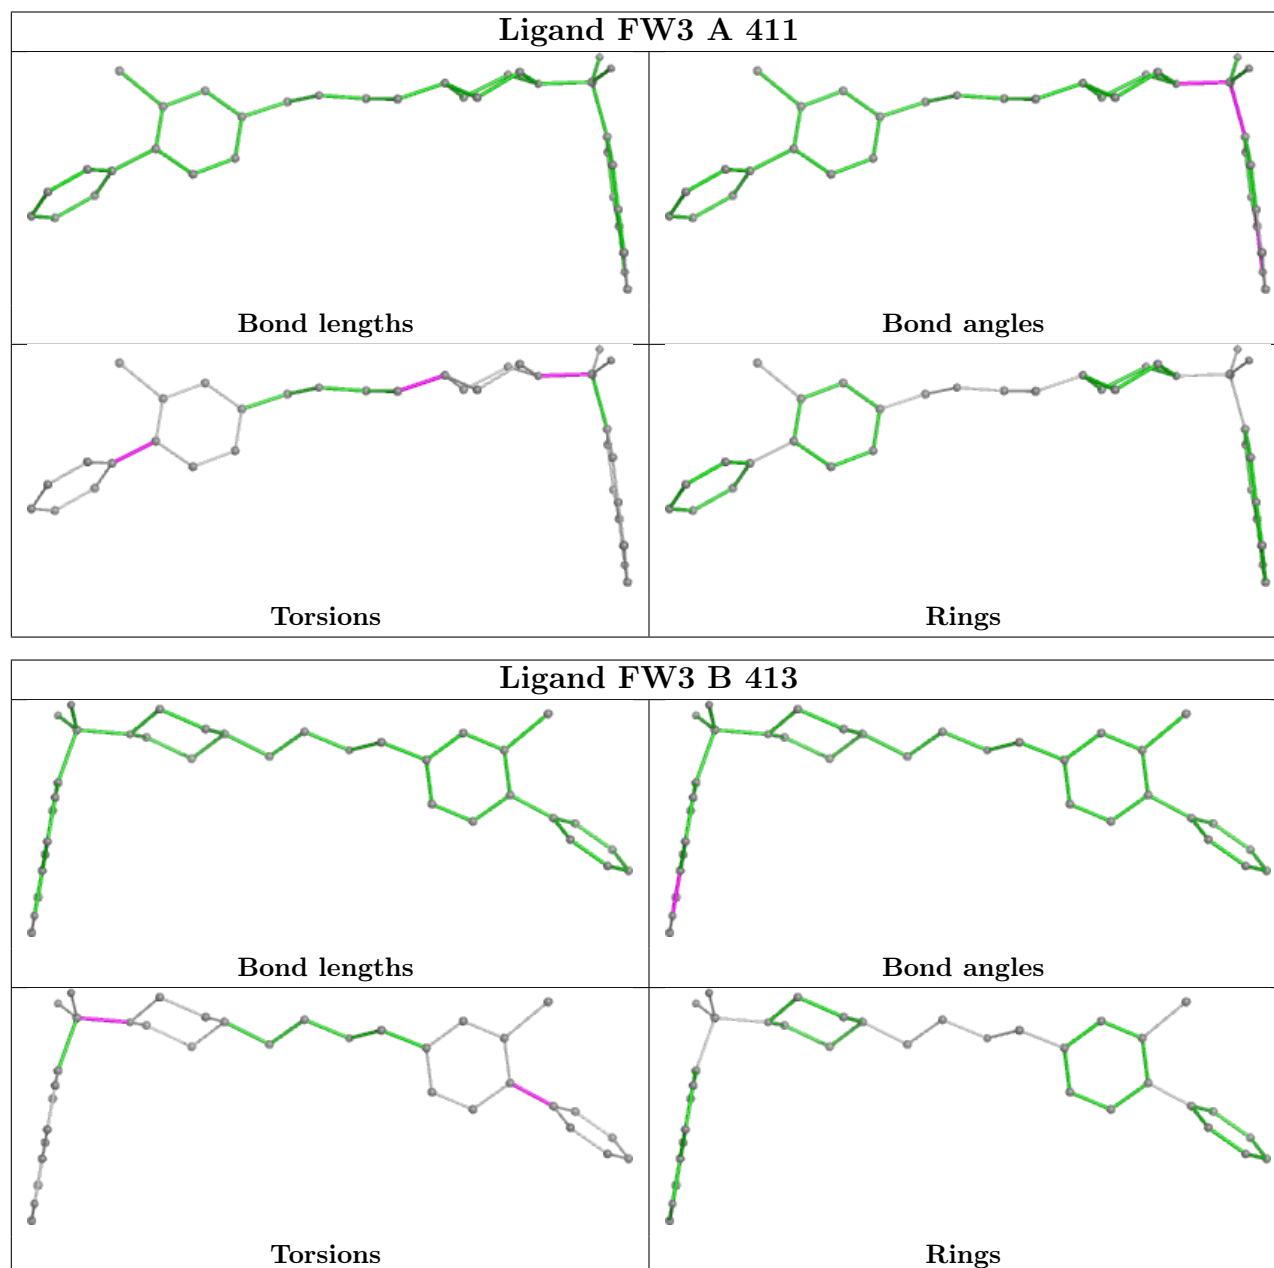 Ligand FW3 A 411
Bond lengths
Bond angles
Torsions
Rings
Ligand FW3 B 413
Bond lengths
Bond angles
Torsions
Rings